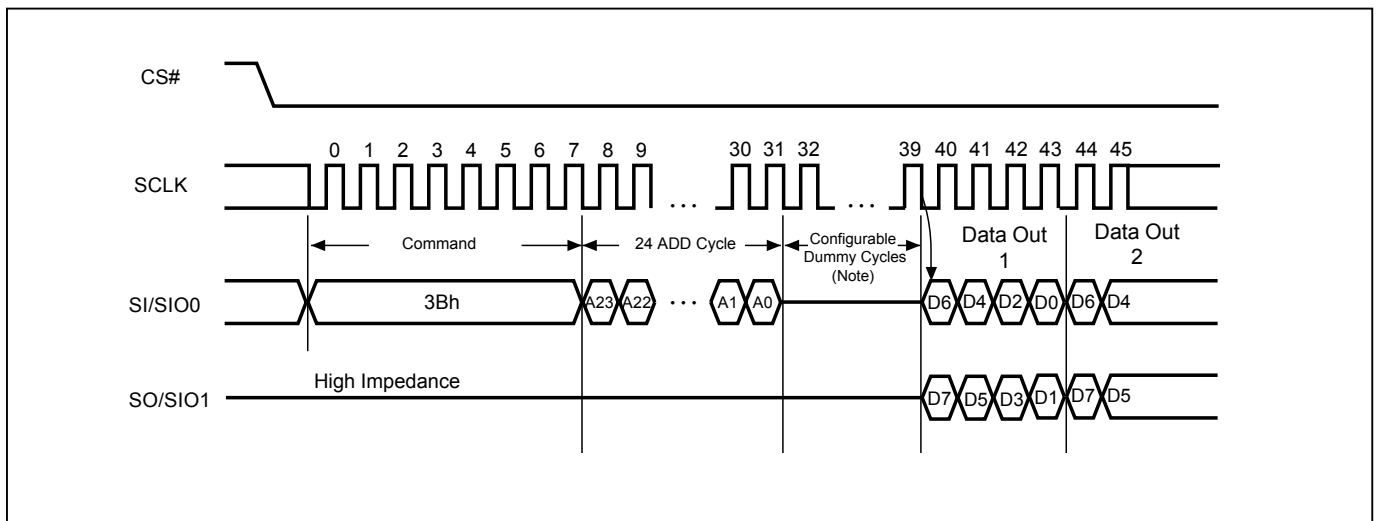 CS#
0 1 2 3 4 5 6 7 8 9 30 31 32 39 40 41 42 43 44 45
SCLK
... ...
Command
24 ADD Cycle
Configurable
Dummy Cycles
(Note)
Data Out
1
Data Out
2
SI/SIO0
3Bh
A23 A22 ... A1 A0
D6 D4 D2 D0 D6 D4
High Impedance
SO/SIO1
D7 D5 D3 D1 D7 D5